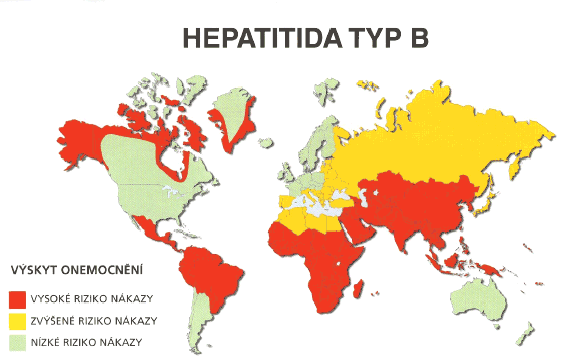 HEPATITIDA TYP B
VÝSKYT ONEMOCNĚNÍ
VYSOKÉ RIZIKO NÁKAZY
ZVÝŠENÉ RIZIKO NÁKAZY
NÍZKÉ RIZIKO NÁKAZY